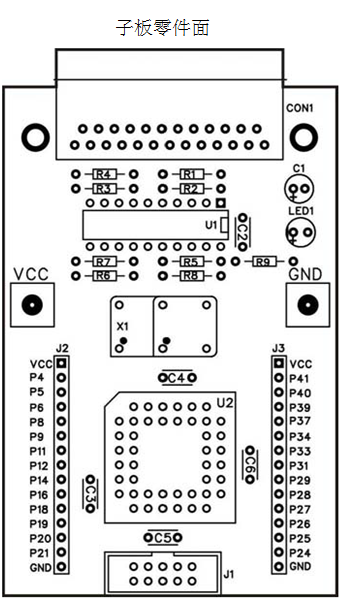 子板零件面
CON1
R4 R1 C1
R3 R2
LED1
U1 C2
R7 R5 R9
R6 R8
VCC GND
X1
J2 J3
C4
VCC VCC
P4 P41
P5 P40
U2
P6 P39
P8 P37
P9 P34
P11 P33
P12 C6 P31
P14 P29
C3
P16 P28
P18 P27
P19 P26
P20 C5 P25
P21 P24
GND GND
J1